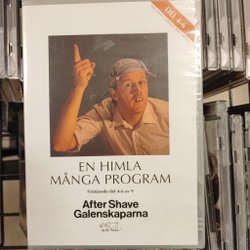 DEL 4-6
EN HIMLA
MÅNGA PROGRAM
Fristående del 4-6 av 9
After Shave
Galenskaparna